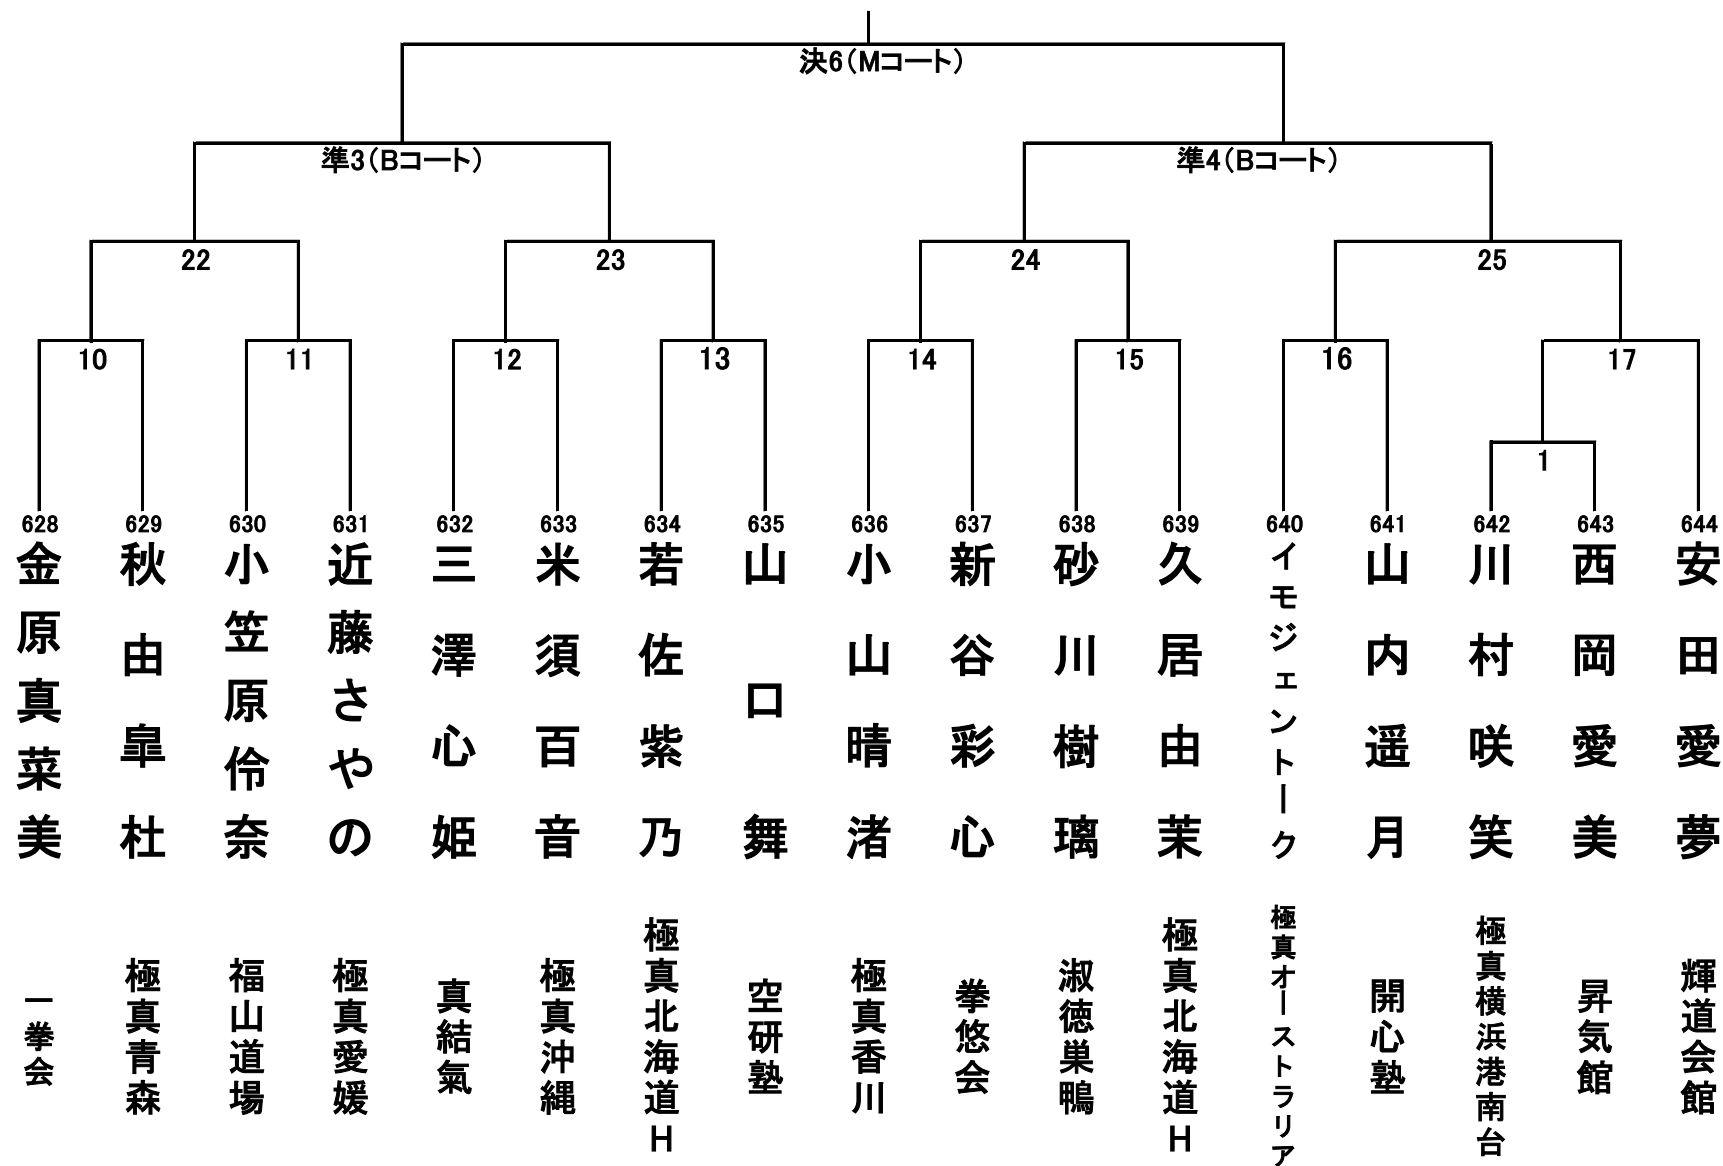 決6(Mコート)
準3(Bコート)
準4(Bコート)
22
23
24
25
10
11
12
13
14
15
16
17
1
628
金原真菜美
一拳会
629
秋由皐杜
極真青森
630
小笠原伶奈
福山道場
631
近藤さやの
極真愛媛
632
三澤心姫
真結氣
633
米須百音
極真沖縄
634
若佐紫乃
極真北海道H
635
山口舞
空研塾
636
小山晴渚
極真香川
637
新谷彩心
拳悠会
638
砂川樹璃
淑徳巣鴨
639
久居由茉
極真北海道H
640
イモジェントーク
極真オーストラリア
641
山内遥月
開心塾
642
川村咲笑
極真横浜港南台
643
西岡愛美
昇気館
644
安田愛夢
輝道会館